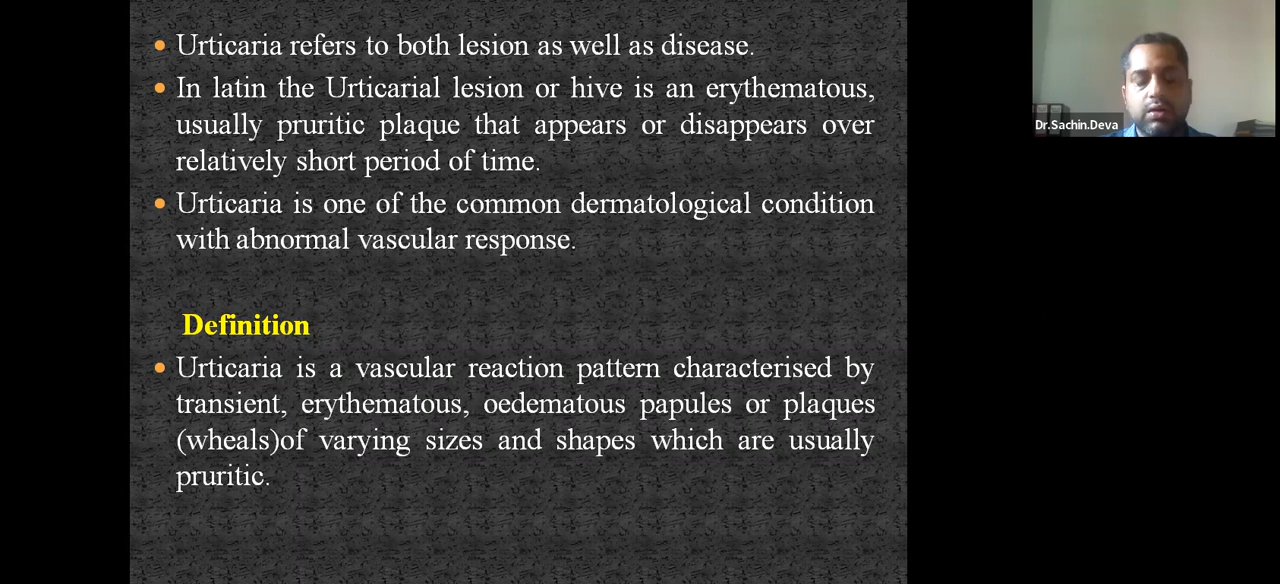 Urticaria refers to both lesion as well as disease.
In latin the Urticarial lesion or hive is an erythematous,
usually pruritic plaque that appears or disappears over
relatively short period of time.
Urticaria is one of the common dermatological condition
with abnormal vascular response.
Definition
Urticaria is a vascular reaction pattern characterised by
transient, erythematous, oedematous papules or plaques
(wheals)of varying sizes and shapes which are usually
pruritic.
Dr.Sachin.Deva